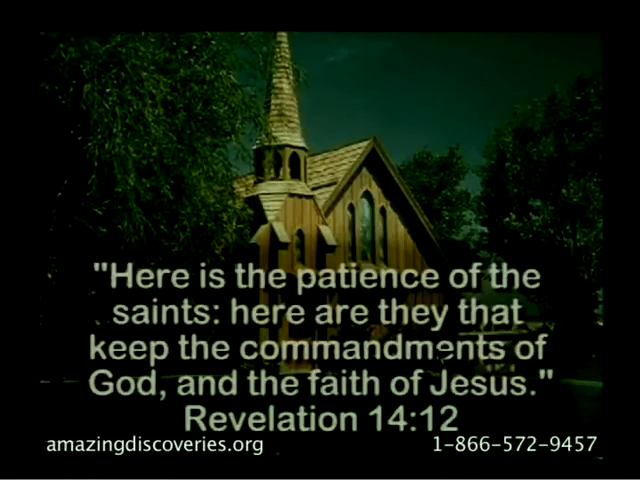 "Here is the patience of the
saints: here are they that
keep the commandments of
God, and the faith of Jesus."
Revelation 14:12
amazingdiscoveries.org 1-866-572-9457